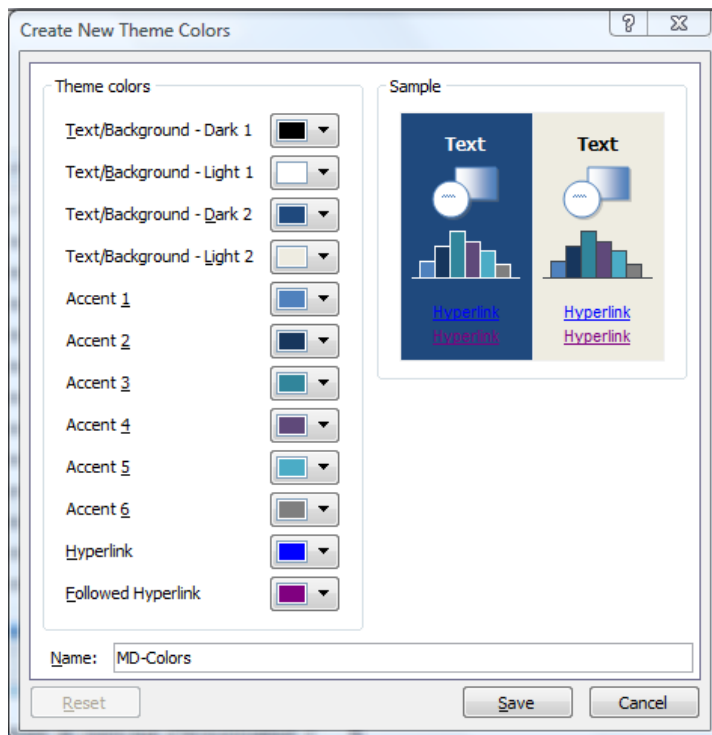 Create New Theme Colors
Theme colors
Text/Background - Dark 1
Text/Background - Light 1
Text/Background - Dark 2
Text/Background - Light 2
Accent 1
Accent 2
Accent 3
Accent 4
Accent 5
Accent 6
Hyperlink
Followed Hyperlink
Sample
Text Text
Hyperlink Hyperlink
Hyperlink Hyperlink
Name: MD-Colors
Reset Save Cancel